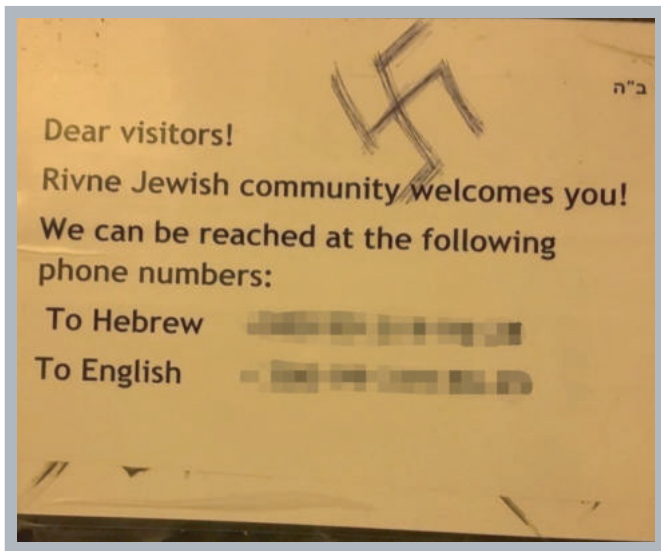 ב"ה
Dear visitors!
Rivne Jewish community welcomes you!
We can be reached at the following
phone numbers:
To Hebrew
To English